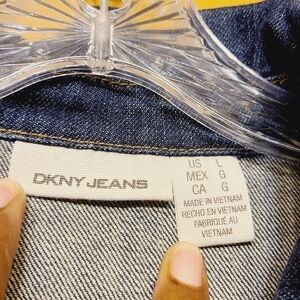 DKNY JEANS
US L
MEX G
CA G
MADE IN VIETNAM
HECHO EN VIETNAM
FABRIQUÉ AU
VIETNAM